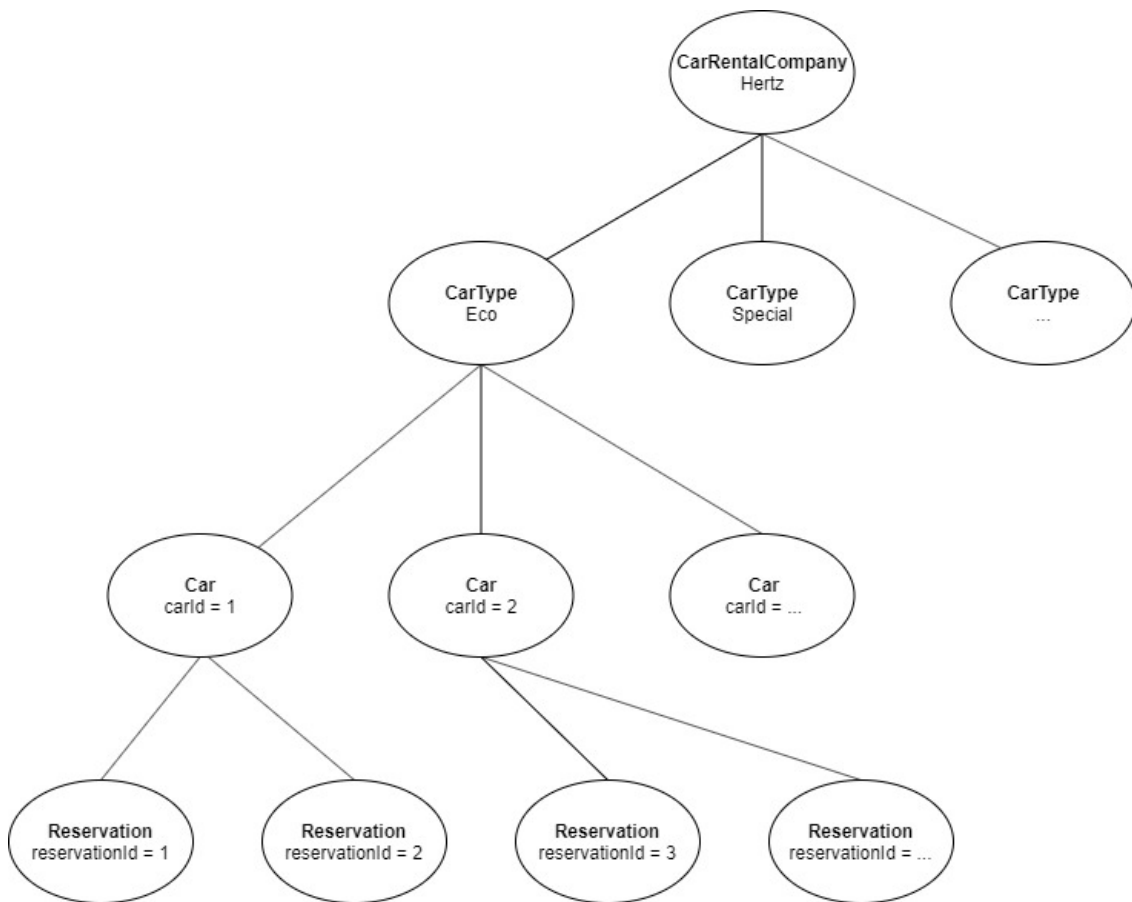 CarRentalCompany
Hertz
CarType
Eco
CarType
Special
CarType
...
Car
carId = 1
Car
carId = 2
Car
carId = ...
Reservation
reservationId = 1
Reservation
reservationId = 2
Reservation
reservationId = 3
Reservation
reservationId = ...